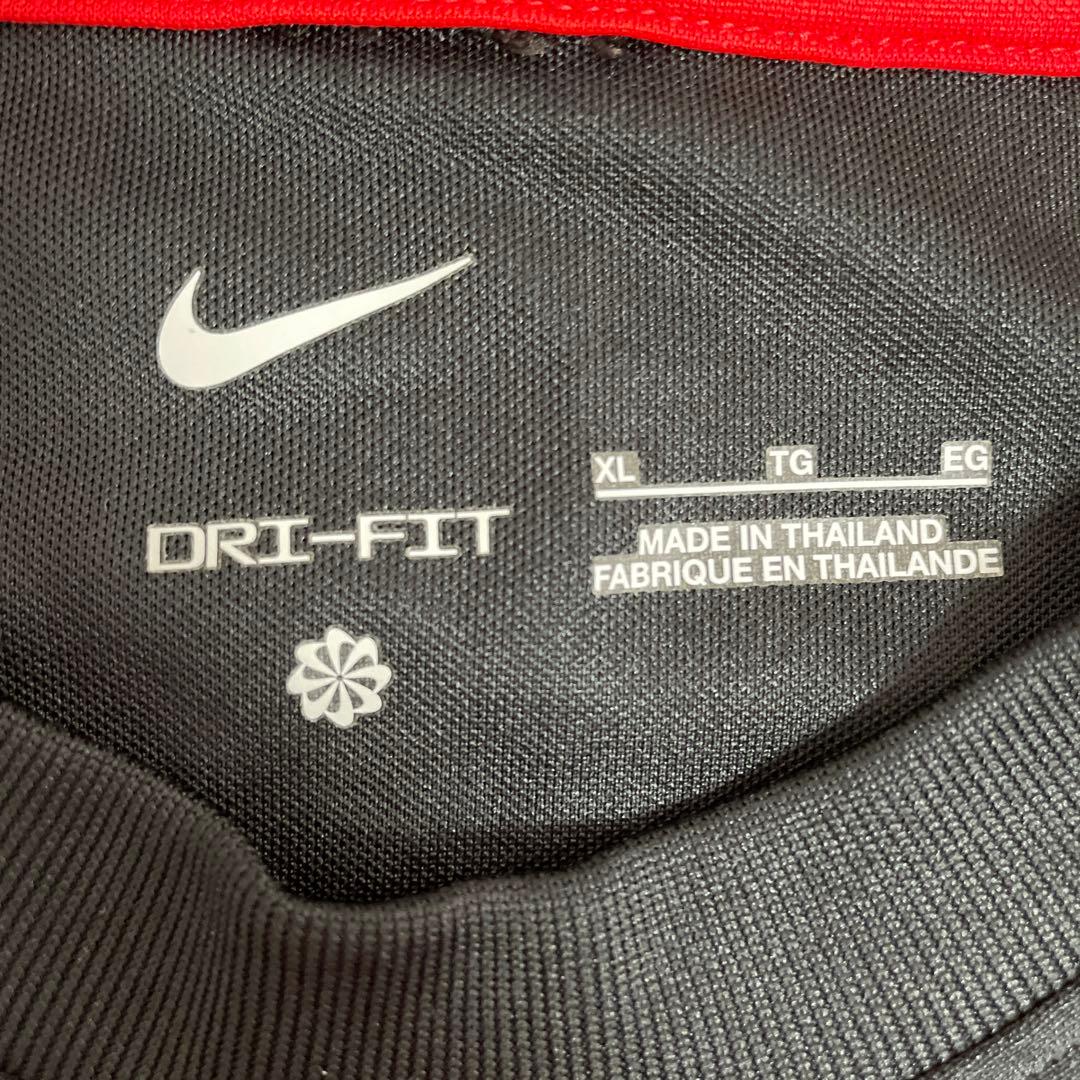 DRI-FIT
XL TG EG
MADE IN THAILAND
FABRIQUE EN THAILANDE